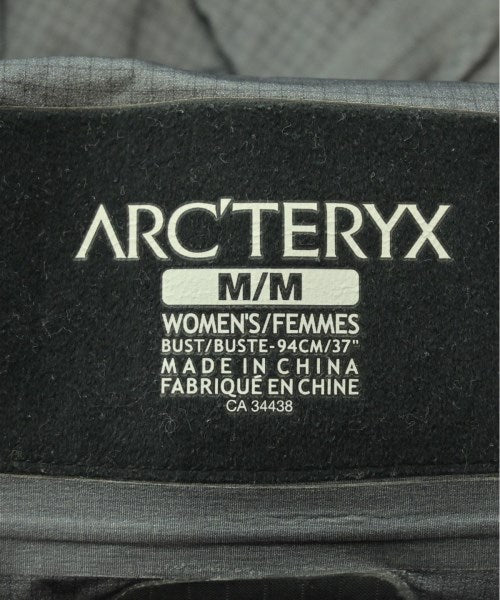 ARC'TERYX
M/M
WOMEN'S/FEMMES
BUST/BUSTE-94CM/37"
MADE IN CHINA
FABRIQUÉ EN CHINE
CA 34438